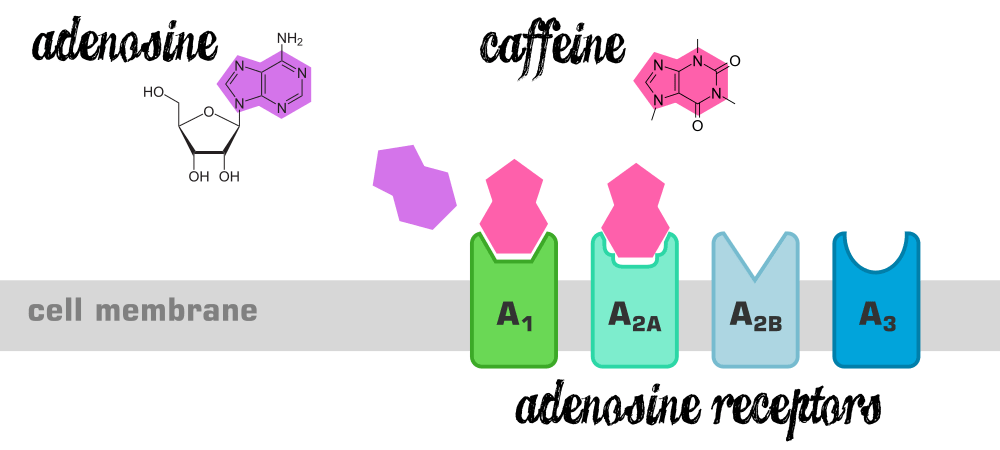 adenosine
caffeine
NH₂
N
N
N
N
HO
O
OH
OH
N
N
O
N
N
O
cell membrane
A₁
A₂A
A₂B
A₃
adenosine receptors